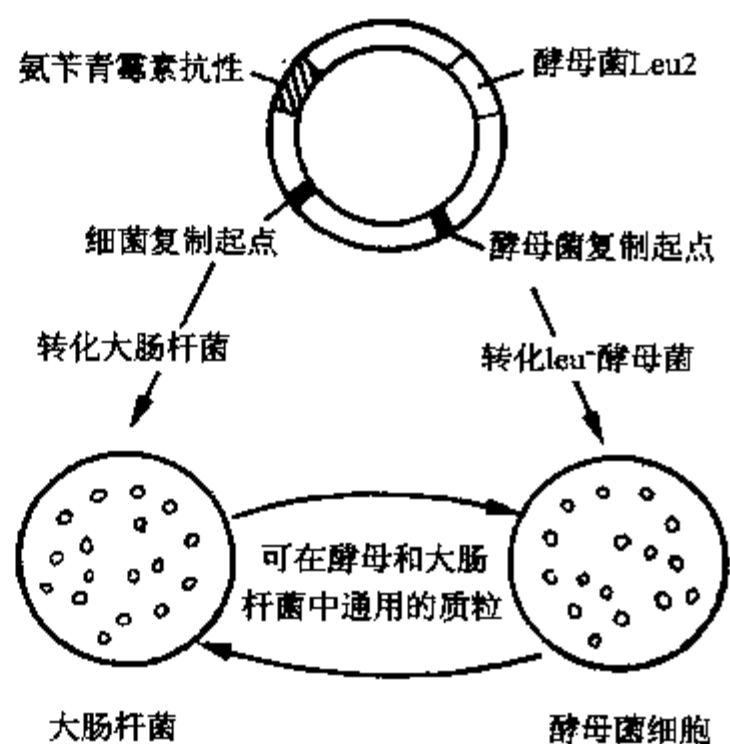 氨苄青霉素抗性
酵母菌Leu2
细菌复制起点
酵母菌复制起点
转化大肠杆菌
转化leu⁻酵母菌
可在酵母和大肠
杆菌中通用的质粒
大肠杆菌
酵母菌细胞